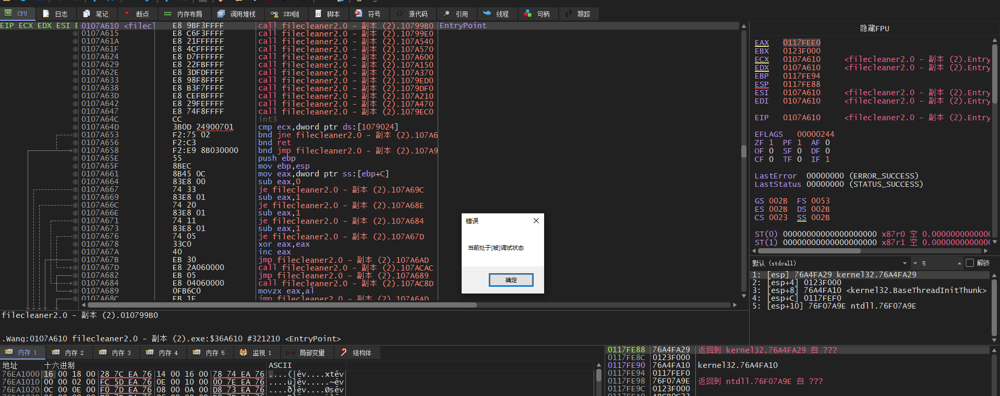 CPU 日志 笔记 断点 内存布局 调用堆栈 SEH链 脚本 符号 源代码 引用 线程 句柄 跟踪
EIP ECX EDX ESI E
0107A610 <filecl E8 9BF3FFFF call filecleaner2.0 - 副本 (2).10799B0 EntryPoint
0107A615 E8 C6F3FFFF call filecleaner2.0 - 副本 (2).10799E0
0107A61A E8 21FFFFFF call filecleaner2.0 - 副本 (2).107A540
0107A61F E8 4CFFFFFF call filecleaner2.0 - 副本 (2).107A570
0107A624 E8 D7FFFFFF call filecleaner2.0 - 副本 (2).107A600
0107A629 E8 22FBFFFF call filecleaner2.0 - 副本 (2).107A150
0107A62E E8 3DFDFFFF call filecleaner2.0 - 副本 (2).107A370
0107A633 E8 98F8FFFF call filecleaner2.0 - 副本 (2).1079ED0
0107A638 E8 B3F7FFFF call filecleaner2.0 - 副本 (2).1079DF0
0107A63D E8 CEFBFFFF call filecleaner2.0 - 副本 (2).107A210
0107A642 E8 29FEFFFF call filecleaner2.0 - 副本 (2).107A470
0107A647 E8 74F8FFFF call filecleaner2.0 - 副本 (2).1079EC0
0107A64C CC int3
0107A64D 3B0D 24900701 cmp ecx,dword ptr ds:[1079024]
0107A653 F2:75 02 bnd jne filecleaner2.0 - 副本 (2).107A6
0107A656 F2:C3 bnd ret
0107A658 F2:E9 8B030000 bnd jmp filecleaner2.0 - 副本 (2).107A9
0107A65E 55 push ebp
0107A65F 8BEC mov ebp,esp
0107A661 8B45 0C mov eax,dword ptr ss:[ebp+C]
0107A664 83E8 00 sub eax,0
0107A667 74 33 je filecleaner2.0 - 副本 (2).107A69C
0107A669 83E8 01 sub eax,1
0107A66C 74 20 je filecleaner2.0 - 副本 (2).107A68E
0107A66E 83E8 01 sub eax,1
0107A671 74 11 je filecleaner2.0 - 副本 (2).107A684
0107A673 83E8 01 sub eax,1
0107A676 74 05 je filecleaner2.0 - 副本 (2).107A67D
0107A678 33C0 xor eax,eax
0107A67A 40 inc eax
0107A67B EB 30 jmp filecleaner2.0 - 副本 (2).107A6AD
0107A67D E8 2A060000 call filecleaner2.0 - 副本 (2).107ACAC
0107A682 EB 05 jmp filecleaner2.0 - 副本 (2).107A689
0107A684 E8 04060000 call filecleaner2.0 - 副本 (2).107AC8D
0107A689 0FB6C0 movzx eax,al
0107A68C EB 1F jmp filecleaner2.0 - 副本 (2).107A6AD
错误
当前处于[被]调试状态
确定
filecleaner2.0 - 副本 (2).010799B0
.Wang:0107A610 filecleaner2.0 - 副本 (2).exe:$36A610 #321210 <EntryPoint>
隐藏FPU
EAX 0117FEE0
EBX 0123F000
ECX 0107A610 <filecleaner2.0 - 副本 (2).Entry
EDX 0107A610 <filecleaner2.0 - 副本 (2).Entry
EBP 0117FE94
ESP 0117FE88
ESI 0107A610 <filecleaner2.0 - 副本 (2).Entry
EDI 0107A610 <filecleaner2.0 - 副本 (2).Entry
EIP 0107A610 <filecleaner2.0 - 副本 (2).Entry
EFLAGS 00000244
ZF 1 PF 1 AF 0
OF 0 SF 0 DF 0
CF 0 TF 0 IF 1
LastError 00000000 (ERROR_SUCCESS)
LastStatus 00000000 (STATUS_SUCCESS)
GS 002B FS 0053
ES 002B DS 002B
CS 0023 SS 002B
ST(0) 00000000000000000000 x87r0 空 0.000000000000
ST(1) 00000000000000000000 x87r1 空 0.000000000000
默认 (stdcall) 5 解锁
1: [esp] 76A4FA29 kernel32.76A4FA29
2: [esp+4] 0123F000
3: [esp+8] 76A4FA10 <kernel32.BaseThreadInitThunk>
4: [esp+C] 0117FEF0
5: [esp+10] 76F07A9E ntdll.76F07A9E
内存 1 内存 2 内存 3 内存 4 内存 5 监视 1 局部变量 结构体
地址 十六进制 ASCII
76EA1000 16 00 18 00 28 7C EA 76 14 00 16 00 78 74 EA 76 ....(|êv....xtêv
76EA1010 00 00 02 00 FC 5D EA 76 0E 00 10 00 00 7E EA 76 ....ü]êv.....~êv
76EA1020 0C 00 0E 00 F0 7D EA 76 08 00 0A 00 D8 73 EA 76 ....ð}êv....Øsêv
0117FE88 76A4FA29 返回到 kernel32.76A4FA29 自 ???
0117FE8C 0123F000
0117FE90 76A4FA10 kernel32.76A4FA10
0117FE94 0117FEF0
0117FE98 76F07A9E 返回到 ntdll.76F07A9E 自 ???
0117FE9C 0123F000